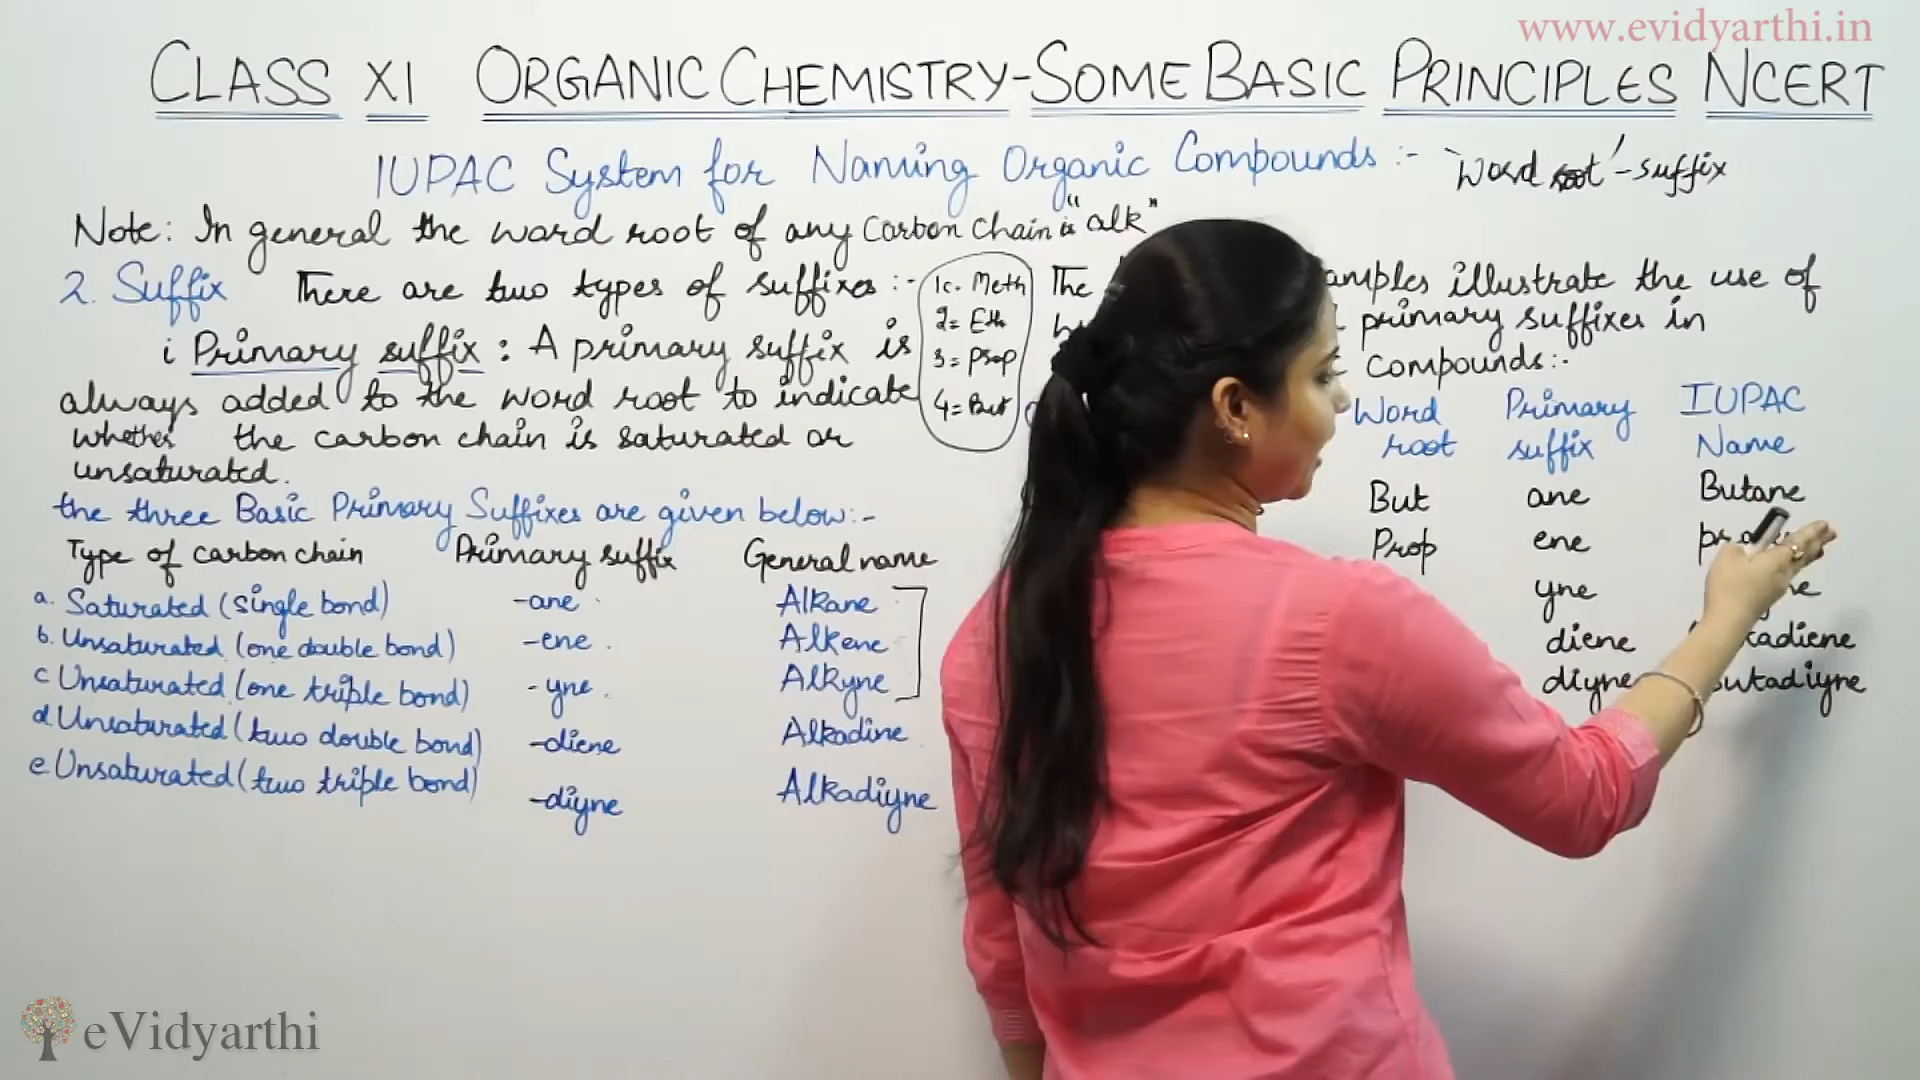 www.evidyarthi.in
CLASS XI ORGANIC CHEMISTRY-SOME BASIC PRINCIPLES NCERT
IUPAC System for Naming Organic Compounds :- 'Word root'-suffix
Note: In general the word root of any Carbon Chain is "alk"
2. Suffix There are two types of suffixes :-
i Primary suffix : A primary suffix is
always added to the word root to indicate
whether the carbon chain is saturated or
unsaturated.
1c. Meth
2= Eth
3= Prop
4= But
the three Basic Primary Suffixes are given below:-
Type of carbon chain Primary suffix General name
a. Saturated (single bond) -ane Alkane
b. Unsaturated (one double bond) -ene Alkene
c Unsaturated (one triple bond) -yne Alkyne
d Unsaturated (two double bond) -diene Alkadine
e. Unsaturated (two triple bond) -diyne Alkadiyne
The illustrate the use of
primary suffixes in
compounds:-
Word root Primary suffix IUPAC Name
But ane Butane
Prop ene
yne
diene
diyne
eVidyarthi